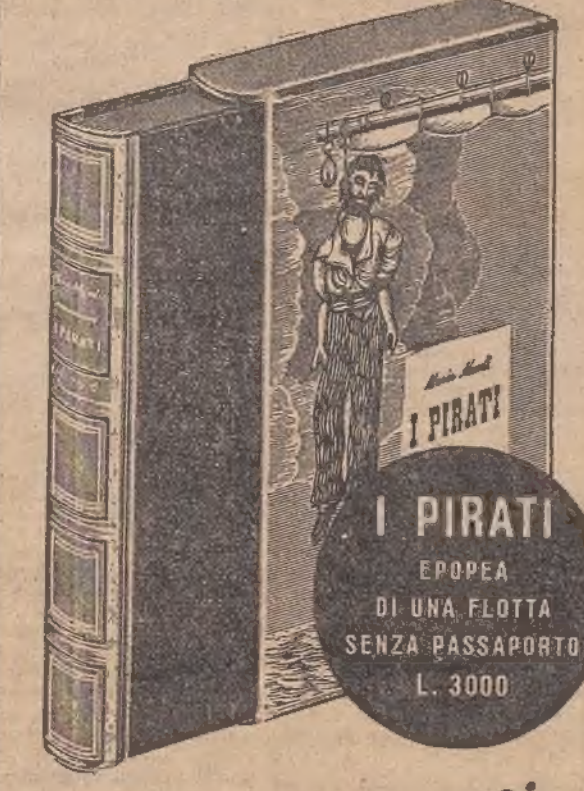 I PIRATI
I PIRATI
I PIRATI
EPOPEA
DI UNA FLOTTA
SENZA PASSAPORTO
L. 3000